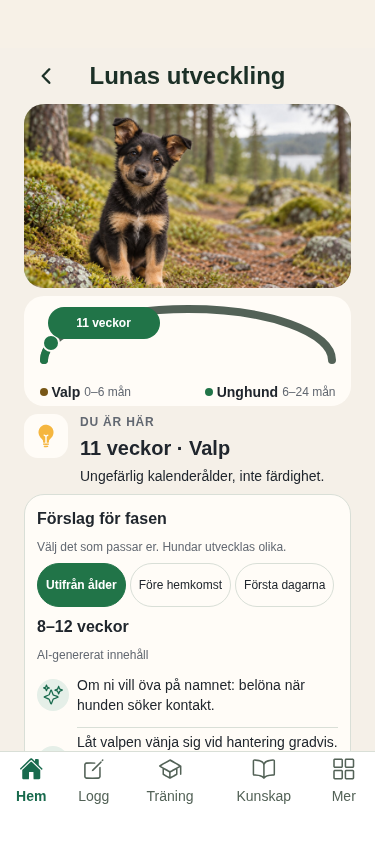 Lunas utveckling
11 veckor
Valp 0–6 mån
Unghund 6–24 mån
DU ÄR HÄR
11 veckor · Valp
Ungefärlig kalenderålder, inte färdighet.
Förslag för fasen
Välj det som passar er. Hundar utvecklas olika.
Utifrån ålder
Före hemkomst
Första dagarna
8–12 veckor
AI-genererat innehåll
Om ni vill öva på namnet: belöna när
hunden söker kontakt.
Låt valpen vänja sig vid hantering gradvis.
Hem
Logg
Träning
Kunskap
Mer